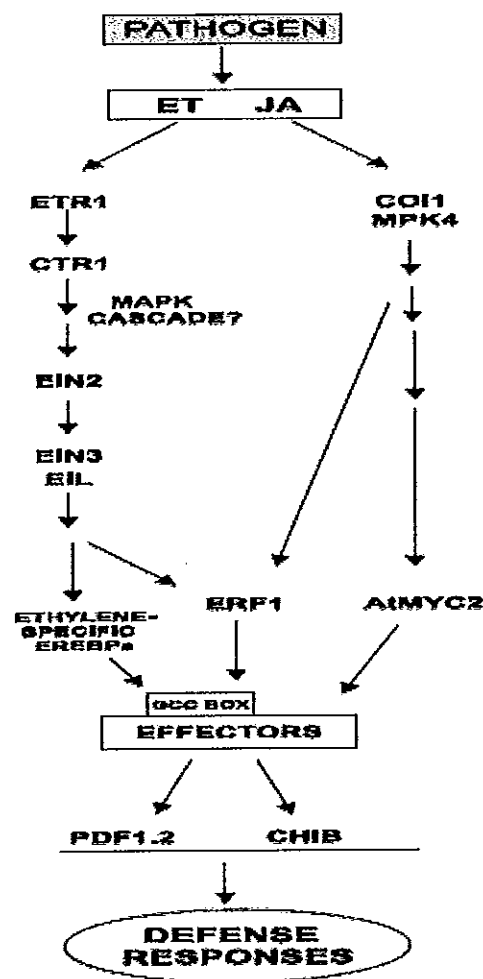 PATHOGEN
ET JA
ETR1
COI1
MPK4
CTR1
MAPK
CASCADE?
EIN2
EIN3
EIL
ETHYLENE-
SPECIFIC
EREBPs
ERF1
AtMYC2
GCC BOX
EFFECTORS
PDF1.2 CHIB
DEFENSE
RESPONSES